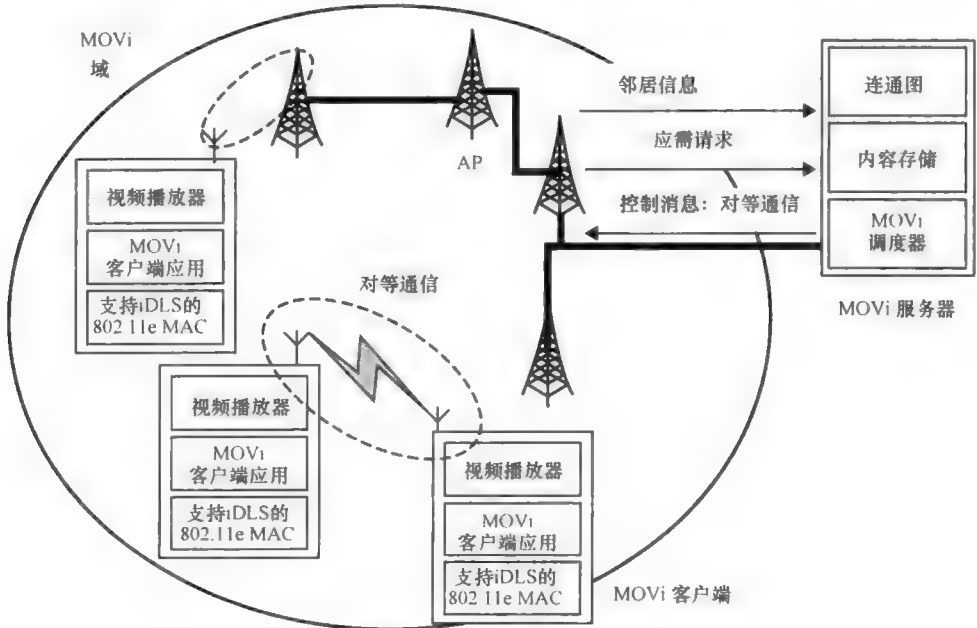 MOVi
域
邻居信息
应需请求
控制消息：对等通信
连通图
内容存储
MOVi
调度器
MOVi 服务器
AP
视频播放器
MOVi
客户端应用
支持iDLS的
802 11e MAC
对等通信
视频播放器
MOVi
客户端应用
支持iDLS的
802.11e MAC
视频播放器
MOVi
客户端应用
支持iDLS的
802 11e MAC
MOVi 客户端